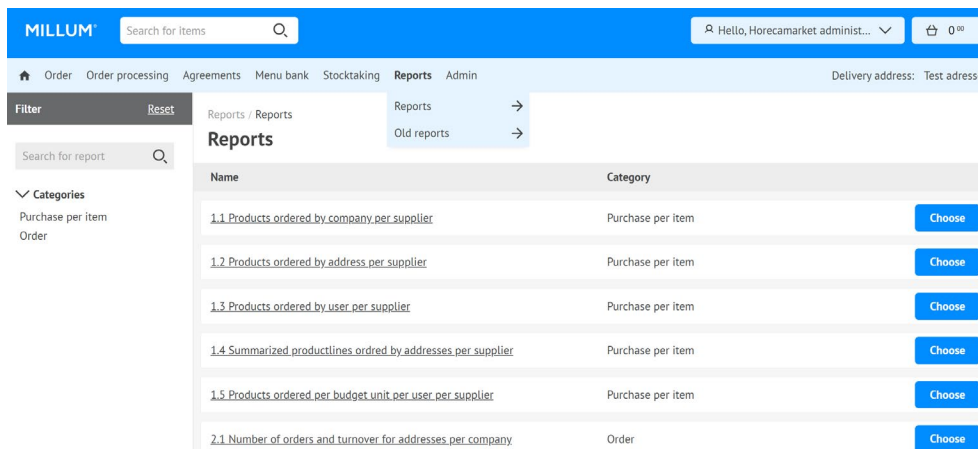 MILLUM®
Search for items
Hello, Horecamarket administ...
0⁰⁰
Order Order processing Agreements Menu bank Stocktaking Reports Admin
Delivery address: Test adresse
Filter Reset
Search for report
Categories
Purchase per item
Order
Reports
Old reports
Reports / Reports
Reports
Name Category
1.1 Products ordered by company per supplier Purchase per item Choose
1.2 Products ordered by address per supplier Purchase per item Choose
1.3 Products ordered by user per supplier Purchase per item Choose
1.4 Summarized productlines ordred by addresses per supplier Purchase per item Choose
1.5 Products ordered per budget unit per user per supplier Purchase per item Choose
2.1 Number of orders and turnover for addresses per company Order Choose